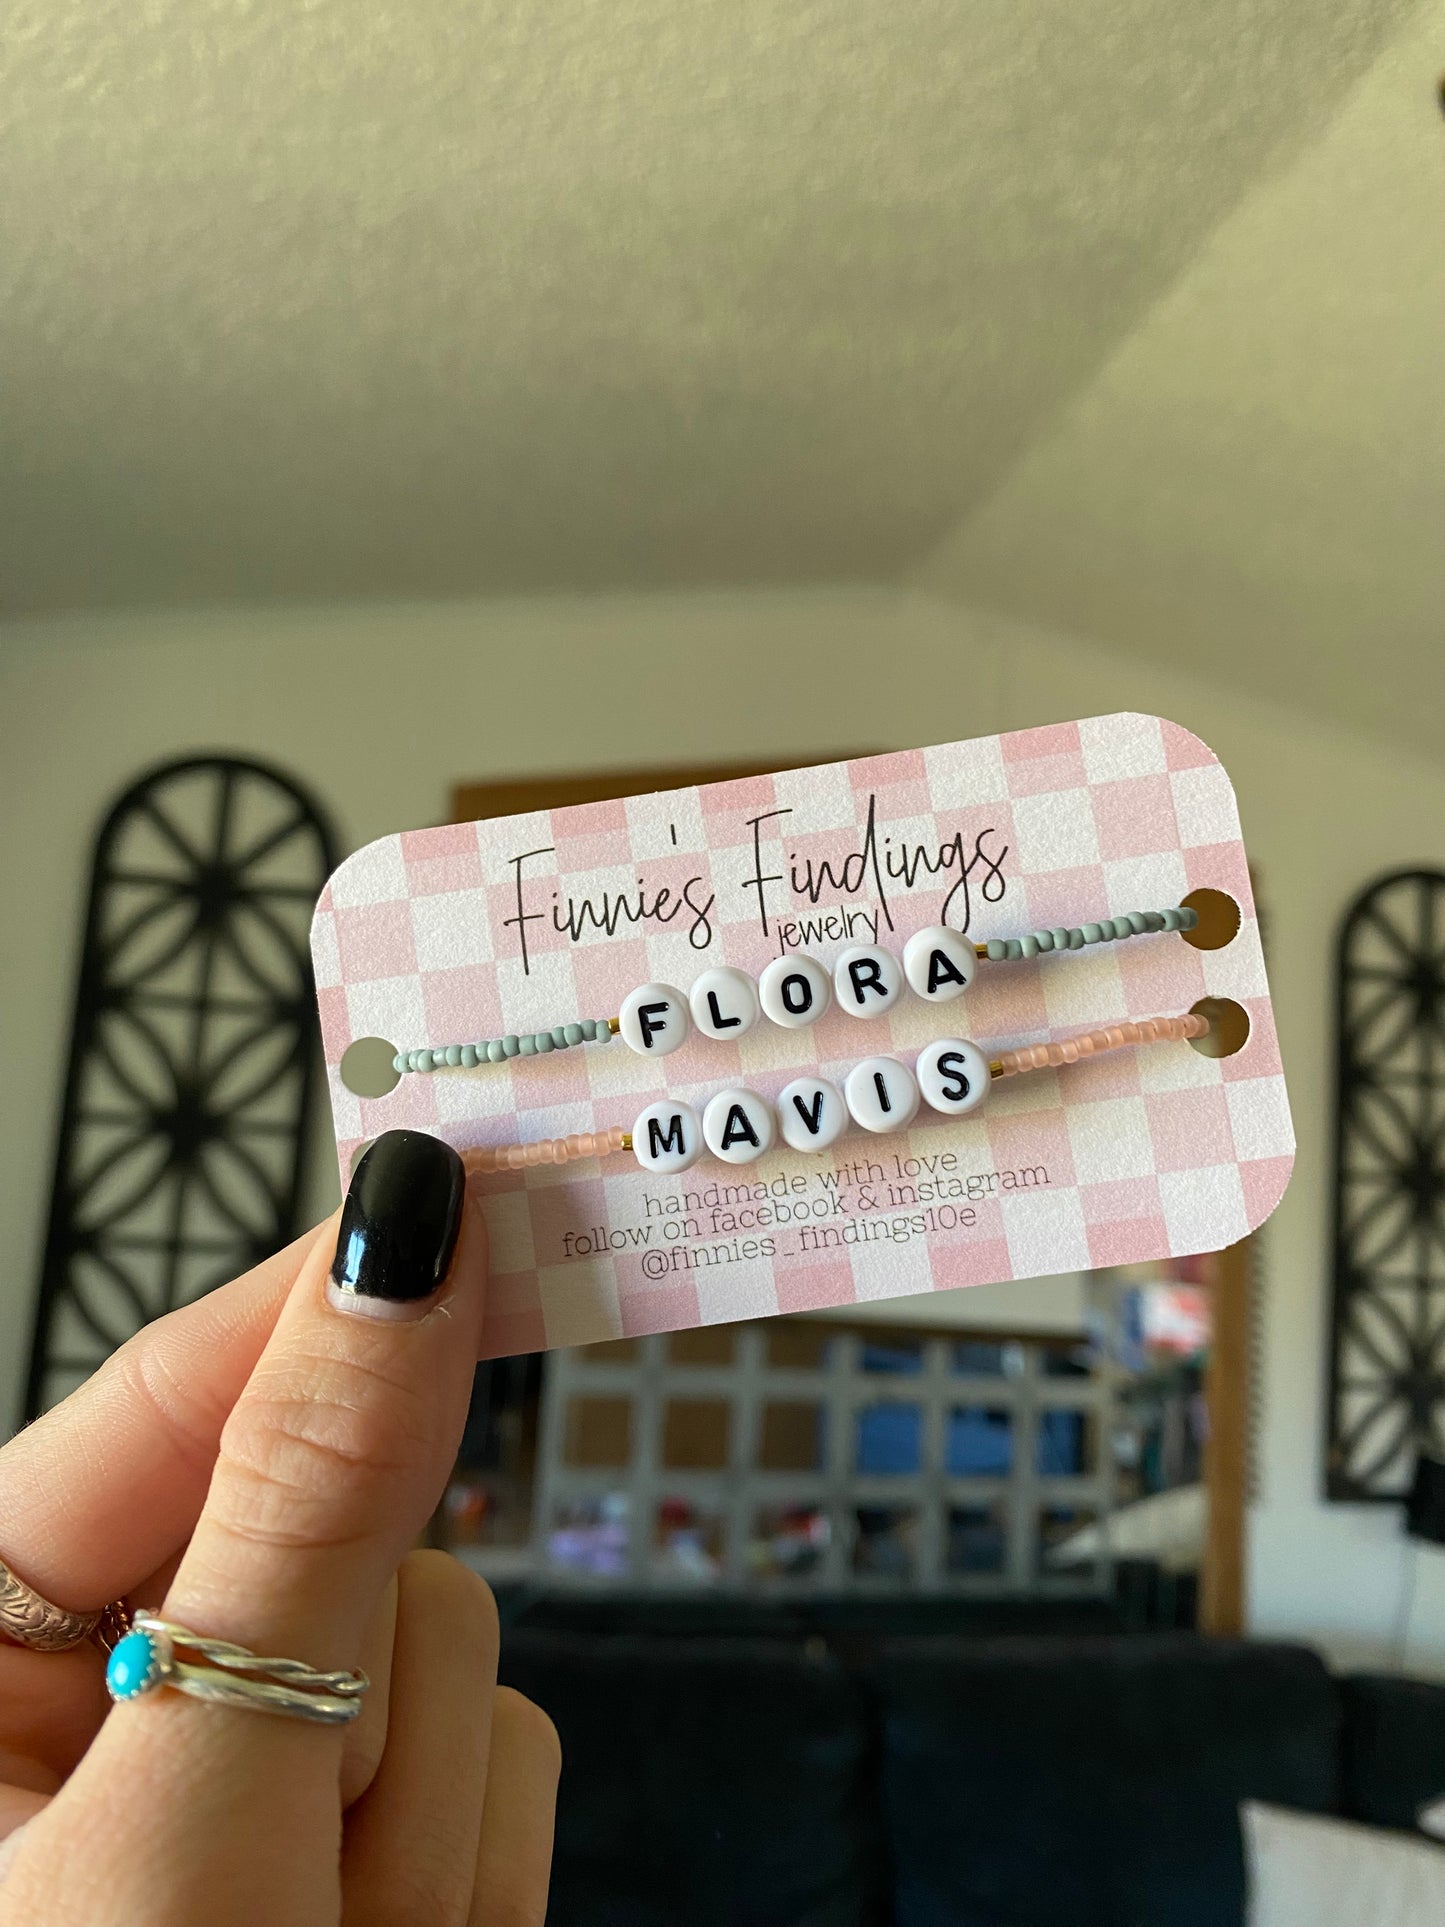 Finnie's Findings
jewelry
FLORA
MAVIS
handmade with love
follow on facebook & instagram
@finnies_findings10e